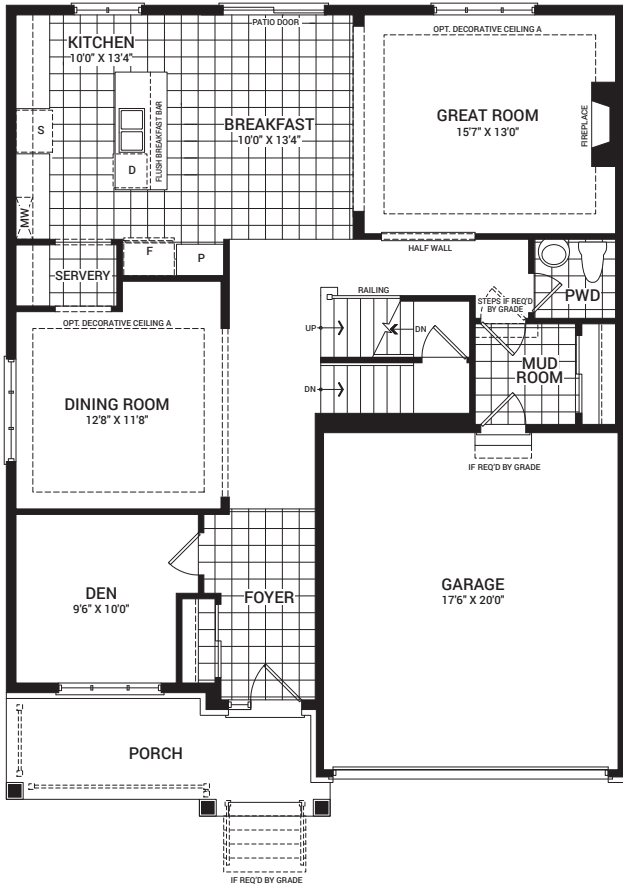 PATIO DOOR
KITCHEN
10'0" X 13'4"
OPT. DECORATIVE CEILING A
S
FLUSH BREAKFAST BAR
D
BREAKFAST
10'0" X 13'4"
GREAT ROOM
15'7" X 13'0"
FIREPLACE
MW
F
P
HALF WALL
SERVERY
RAILING
STEPS IF REQ'D
BY GRADE
PWD
OPT. DECORATIVE CEILING A
UP
DN
MUD
ROOM
DN
DINING ROOM
12'8" X 11'8"
IF REQ'D BY GRADE
DEN
9'6" X 10'0"
FOYER
GARAGE
17'6" X 20'0"
PORCH
IF REQ'D BY GRADE